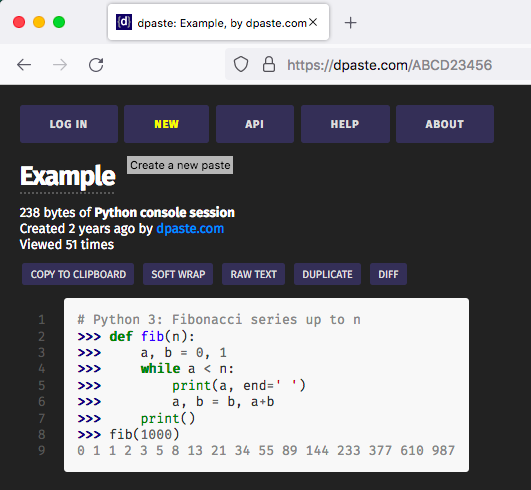 dpaste: Example, by dpaste.com
https://dpaste.com/ABCD23456
LOG IN NEW API HELP ABOUT
Create a new paste
Example
238 bytes of Python console session
Created 2 years ago by dpaste.com
Viewed 51 times
COPY TO CLIPBOARD SOFT WRAP RAW TEXT DUPLICATE DIFF
1 # Python 3: Fibonacci series up to n
2 >>> def fib(n):
3 >>>     a, b = 0, 1
4 >>>     while a < n:
5 >>>         print(a, end=' ')
6 >>>         a, b = b, a+b
7 >>>     print()
8 >>> fib(1000)
9 0 1 1 2 3 5 8 13 21 34 55 89 144 233 377 610 987